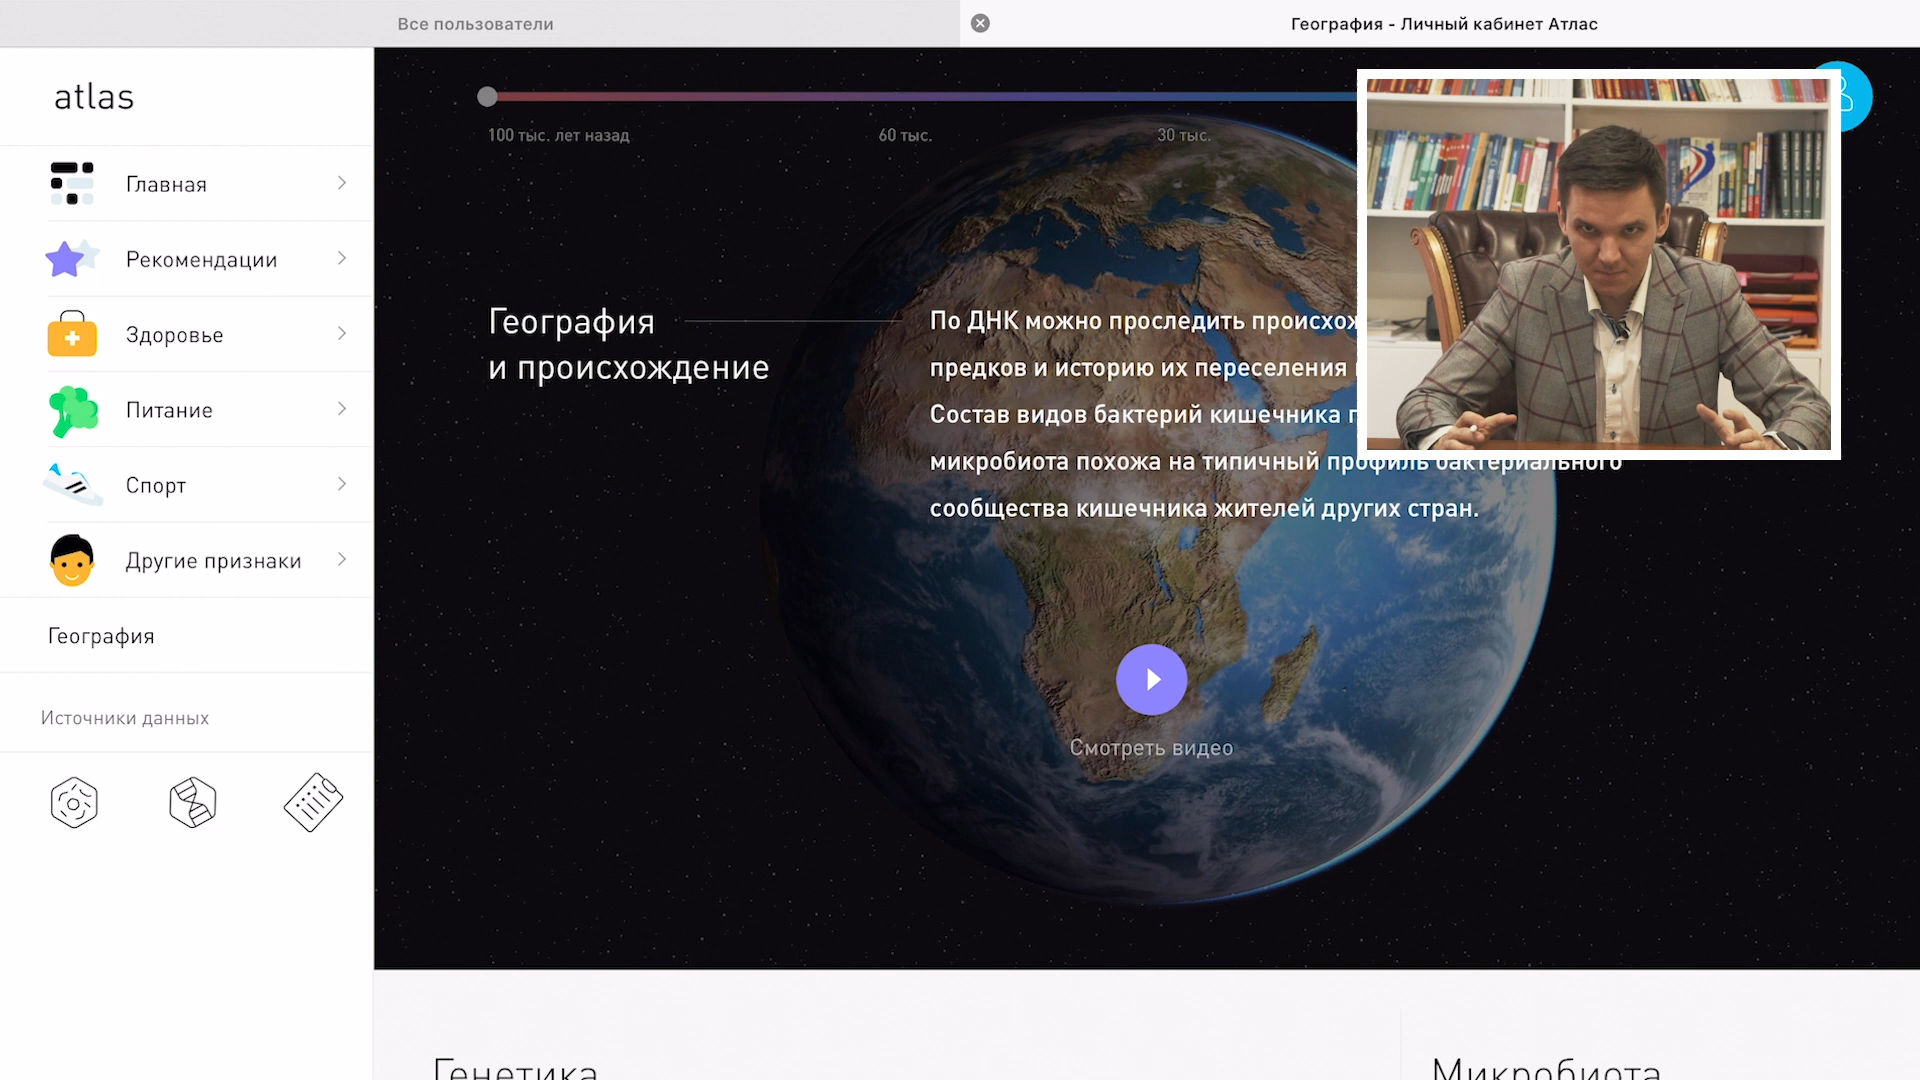 Все пользователи
География - Личный кабинет Атлас
atlas
Главная
Рекомендации
Здоровье
Питание
Спорт
Другие признаки
География
Источники данных
100 тыс. лет назад
60 тыс.
30 тыс.
География
и происхождение
По ДНК можно проследить
предков и историю их переселения
Состав видов бактерий кишечника
микробиота похожа на типичный профиль бактериального
сообщества кишечника жителей других стран.
Смотреть видео
Генетика
Микробиота